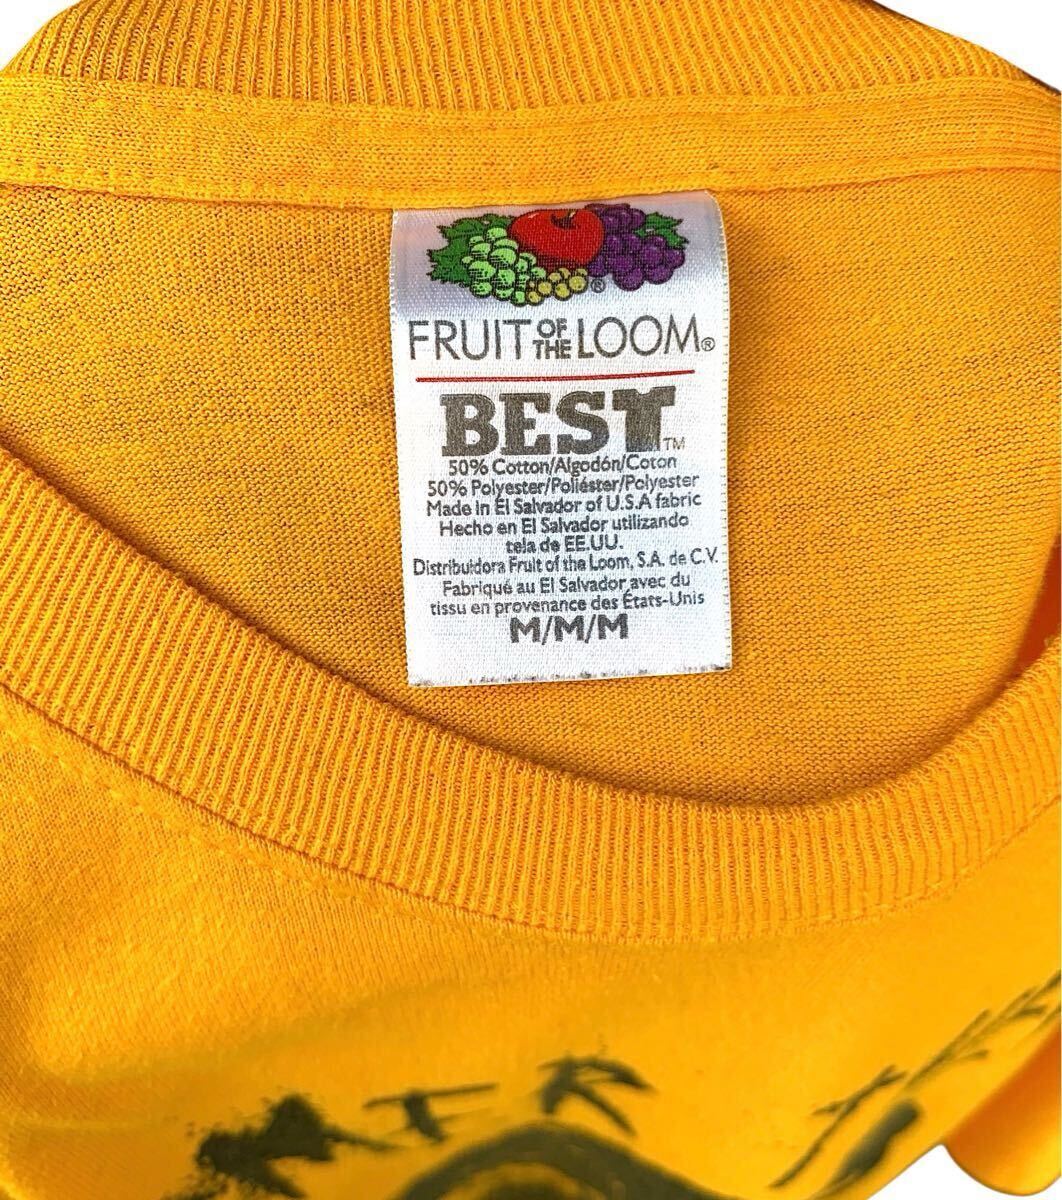 FRUIT OF THE LOOM®
BEST™
50% Cotton/Algodón/Coton
50% Polyester/Poliéster/Polyester
Made In El Salvador of U.S.A fabric
Hecho en El Salvador utilizando
tela de EE.UU.
Distribuidora Fruit of the Loom, S.A. de C.V.
Fabriqué au El Salvador avec du
tissu en provenance des États-Unis
M/M/M